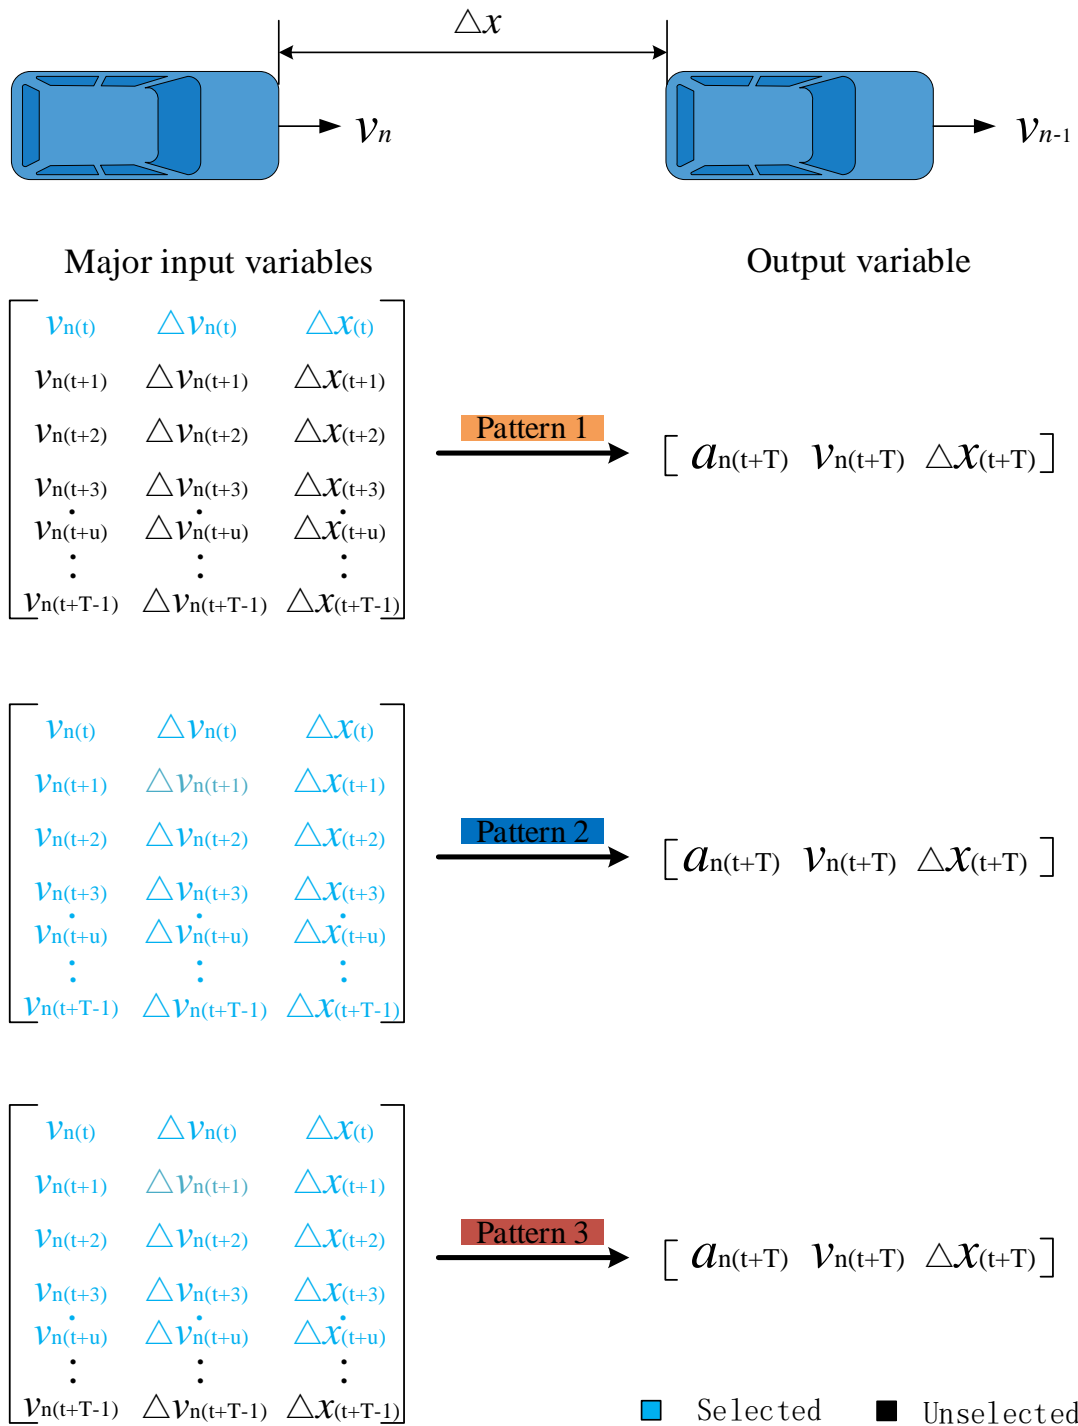 △x
vn
vn-1
Major input variables
Output variable
vn(t) △vn(t) △x(t)
vn(t+1) △vn(t+1) △x(t+1)
vn(t+2) △vn(t+2) △x(t+2)
vn(t+3) △vn(t+3) △x(t+3)
vn(t+u) △vn(t+u) △x(t+u)
vn(t+T-1) △vn(t+T-1) △x(t+T-1)
Pattern 1
[ an(t+T) vn(t+T) △x(t+T) ]
vn(t) △vn(t) △x(t)
vn(t+1) △vn(t+1) △x(t+1)
vn(t+2) △vn(t+2) △x(t+2)
vn(t+3) △vn(t+3) △x(t+3)
vn(t+u) △vn(t+u) △x(t+u)
vn(t+T-1) △vn(t+T-1) △x(t+T-1)
Pattern 2
[ an(t+T) vn(t+T) △x(t+T) ]
vn(t) △vn(t) △x(t)
vn(t+1) △vn(t+1) △x(t+1)
vn(t+2) △vn(t+2) △x(t+2)
vn(t+3) △vn(t+3) △x(t+3)
vn(t+u) △vn(t+u) △x(t+u)
vn(t+T-1) △vn(t+T-1) △x(t+T-1)
Pattern 3
[ an(t+T) vn(t+T) △x(t+T) ]
Selected
Unselected